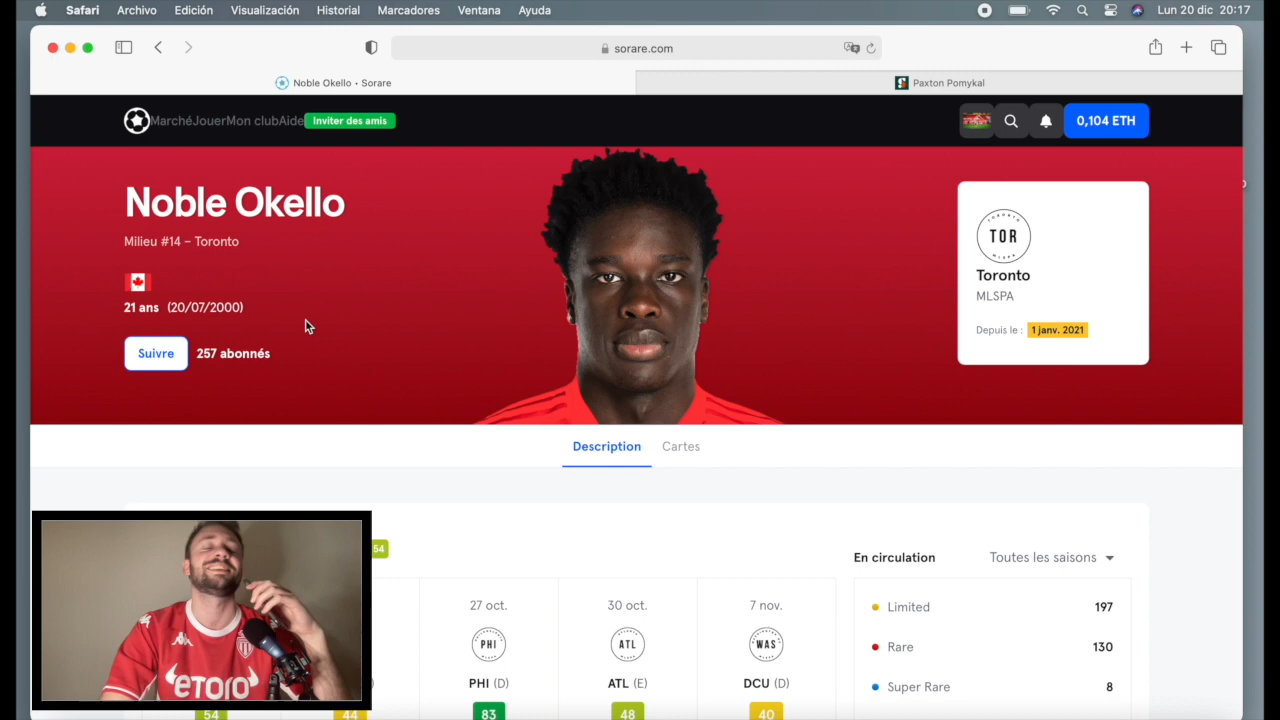 Safari Archivo Edición Visualización Historial Marcadores Ventana Ayuda Lun 20 dic 20:17
sorare.com
Noble Okello • Sorare
Paxton Pomykal
MarchéJouerMon clubAide
Inviter des amis
0,104 ETH
Noble Okello
Milieu #14 – Toronto
21 ans (20/07/2000)
Suivre
257 abonnés
TORONTO
TOR
MLSPA
Toronto
MLSPA
Depuis le : 1 janv. 2021
Description Cartes
54
27 oct. 30 oct. 7 nov.
PHI ATL WAS
PHI (D) ATL (E) DCU (D)
54 44 83 48 40
En circulation Toutes les saisons
Limited 197
Rare 130
Super Rare 8
etoro